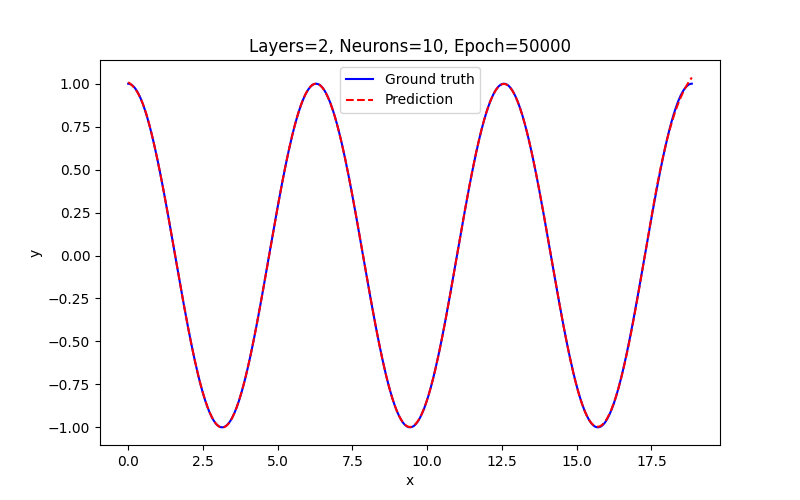 Layers=2, Neurons=10, Epoch=50000
Ground truth
Prediction
1.00
0.75
0.50
0.25
0.00
−0.25
−0.50
−0.75
−1.00
y
0.0 2.5 5.0 7.5 10.0 12.5 15.0 17.5
x